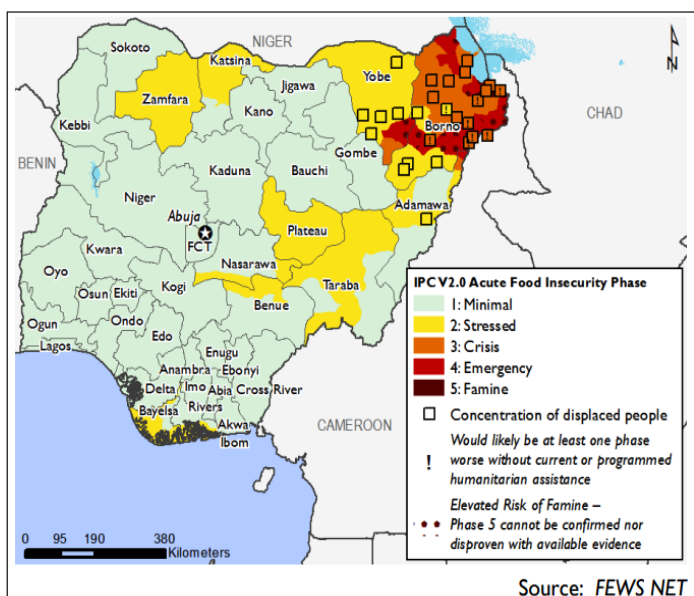 NIGER
Sokoto
Katsina
Jigawa
Yobe
Zamfara
Kano
Borno
CHAD
Kebbi
Gombe
BENIN
Kaduna
Bauchi
Niger
Adamawa
Abuja
FCT
Plateau
Kwara
Nasarawa
Oyo
Kogi
Taraba
Osun
Ekiti
Benue
Ogun
Ondo
Edo
Lagos
Enugu
Anambra
Ebonyi
Delta
Imo
Abia
Cross River
Bayelsa
Rivers
Akwa
Ibom
CAMEROON
IPC V2.0 Acute Food Insecurity Phase
1: Minimal
2: Stressed
3: Crisis
4: Emergency
5: Famine
Concentration of displaced people
Would likely be at least one phase
worse without current or programmed
! humanitarian assistance
Elevated Risk of Famine –
Phase 5 cannot be confirmed nor
disproven with available evidence
0 95 190 380
Kilometers
Source: FEWS NET